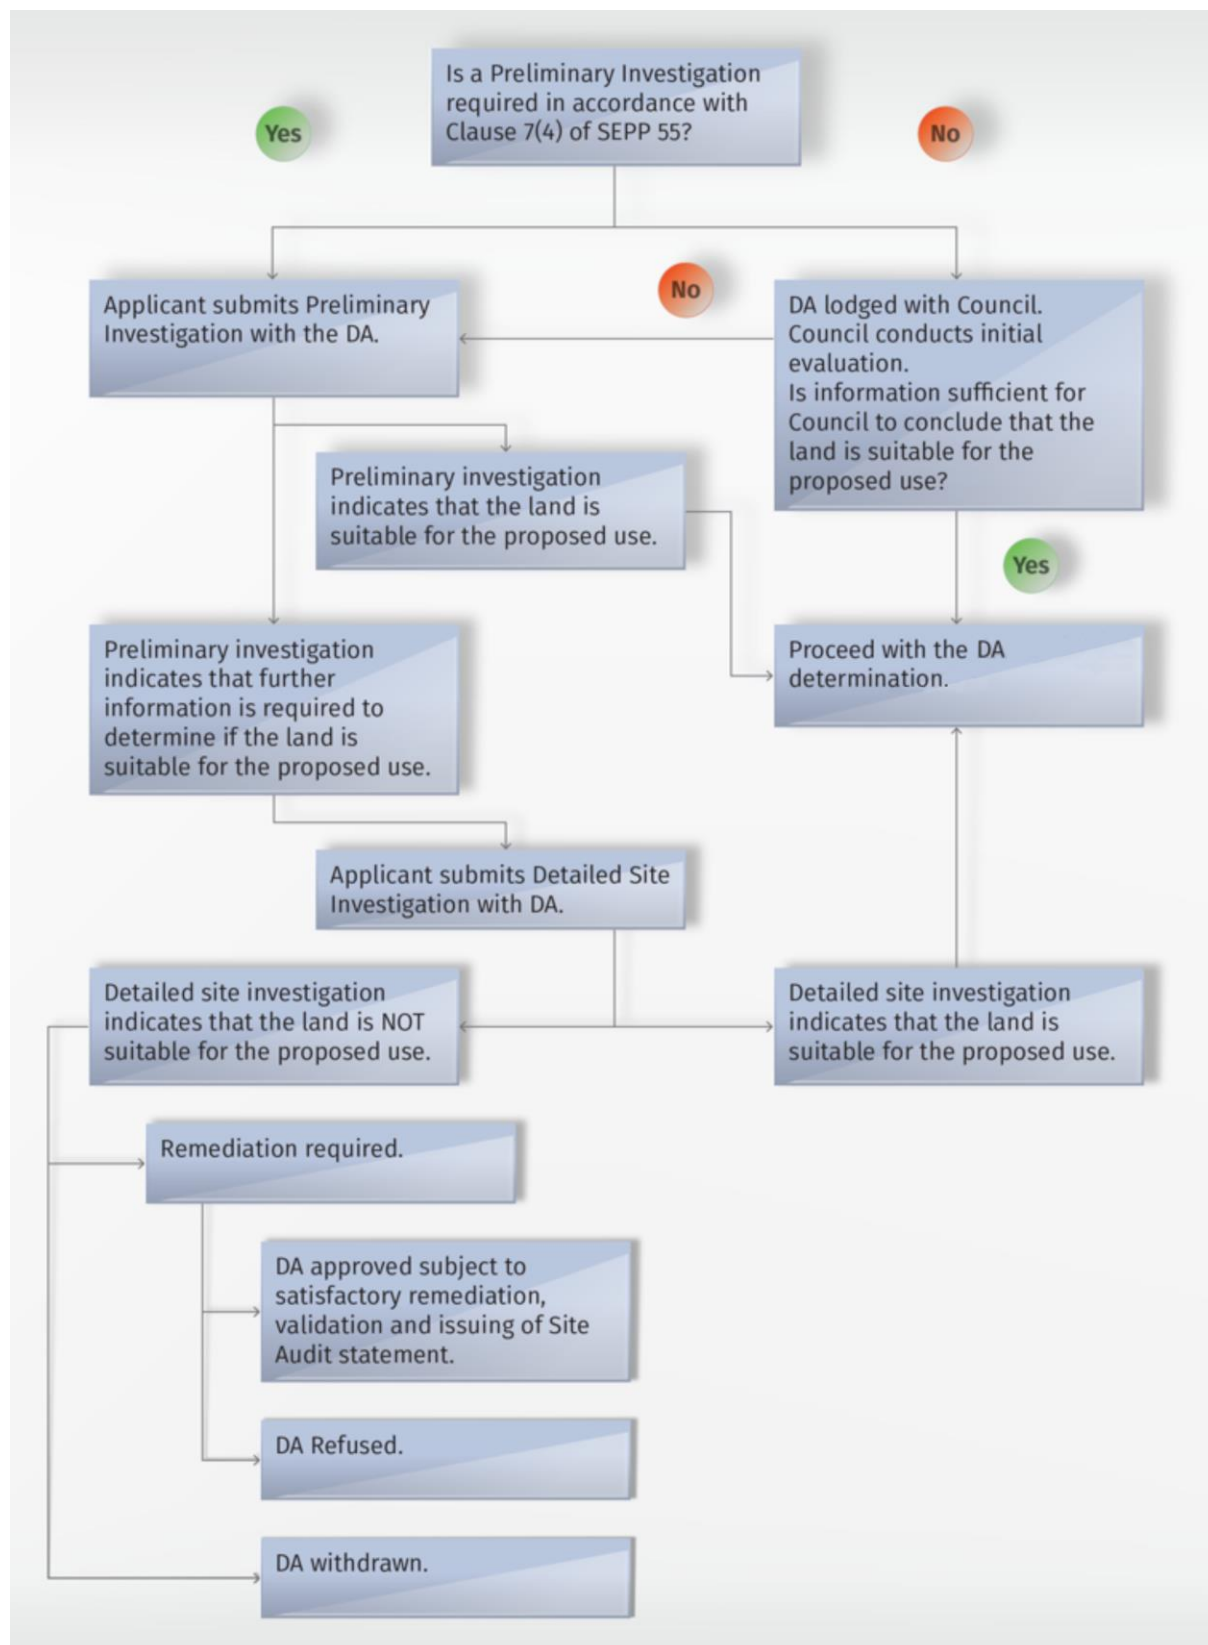 Is a Preliminary Investigation
required in accordance with
Clause 7(4) of SEPP 55?
Yes
No
Applicant submits Preliminary
Investigation with the DA.
No
DA lodged with Council.
Council conducts initial
evaluation.
Is information sufficient for
Council to conclude that the
land is suitable for the
proposed use?
Preliminary investigation
indicates that the land is
suitable for the proposed use.
Yes
Preliminary investigation
indicates that further
information is required to
determine if the land is
suitable for the proposed use.
Proceed with the DA
determination.
Applicant submits Detailed Site
Investigation with DA.
Detailed site investigation
indicates that the land is NOT
suitable for the proposed use.
Detailed site investigation
indicates that the land is
suitable for the proposed use.
Remediation required.
DA approved subject to
satisfactory remediation,
validation and issuing of Site
Audit statement.
DA Refused.
DA withdrawn.